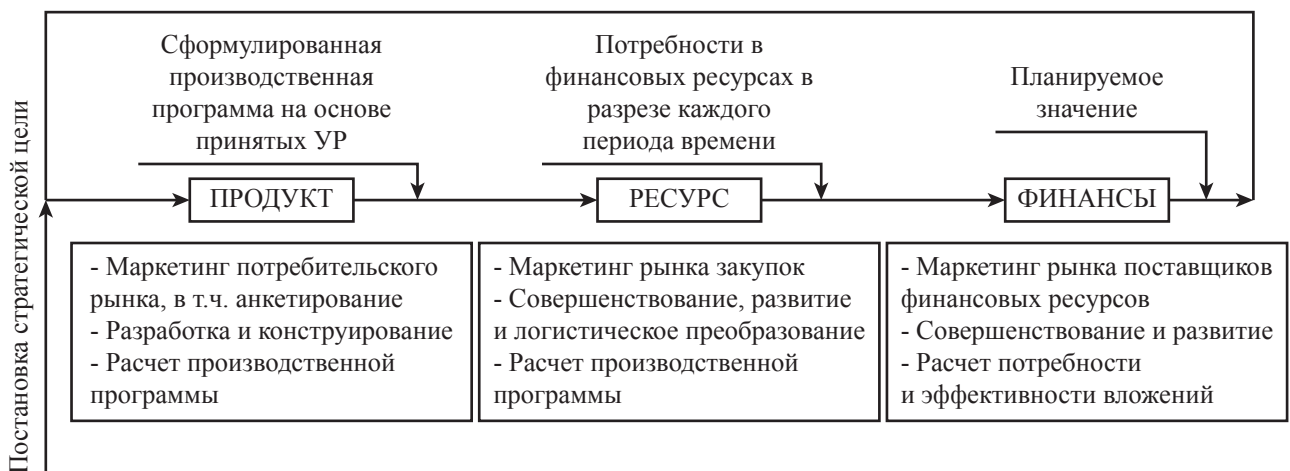 Постановка стратегической цели
Сформулированная
производственная
программа на основе
принятых УР
Потребности в
финансовых ресурсах в
разрезе каждого
периода времени
Планируемое
значение
ПРОДУКТ
РЕСУРС
ФИНАНСЫ
- Маркетинг потребительского
рынка, в т.ч. анкетирование
- Разработка и конструирование
- Расчет производственной
программы
- Маркетинг рынка закупок
- Совершенствование, развитие
и логистическое преобразование
- Расчет производственной
программы
- Маркетинг рынка поставщиков
финансовых ресурсов
- Совершенствование и развитие
- Расчет потребности
и эффективности вложений